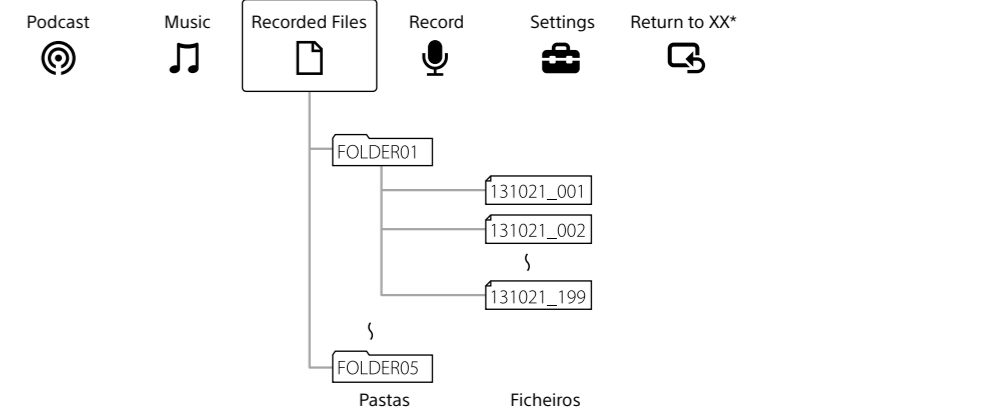 Podcast Music Recorded Files Record Settings Return to XX*
FOLDER01
131021_001
131021_002
131021_199
FOLDER05
Pastas Ficheiros